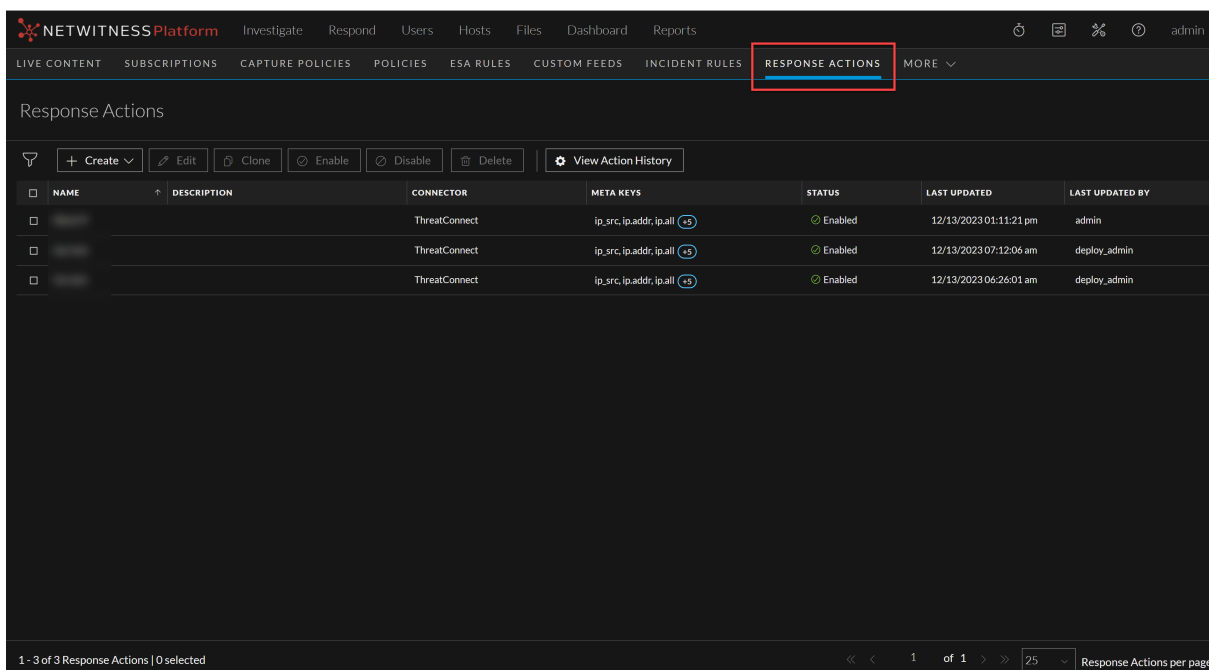 NETWITNESS Platform Investigate Respond Users Hosts Files Dashboard Reports admin
LIVE CONTENT SUBSCRIPTIONS CAPTURE POLICIES POLICIES ESA RULES CUSTOM FEEDS INCIDENT RULES RESPONSE ACTIONS MORE
Response Actions
+ Create Edit Clone Enable Disable Delete View Action History
NAME DESCRIPTION CONNECTOR META KEYS STATUS LAST UPDATED LAST UPDATED BY
ThreatConnect ip_src, ip.addr, ip.all +5 Enabled 12/13/2023 01:11:21 pm admin
ThreatConnect ip_src, ip.addr, ip.all +5 Enabled 12/13/2023 07:12:06 am deploy_admin
ThreatConnect ip_src, ip.addr, ip.all +5 Enabled 12/13/2023 06:26:01 am deploy_admin
1 - 3 of 3 Response Actions | 0 selected 1 of 1 25 Response Actions per page